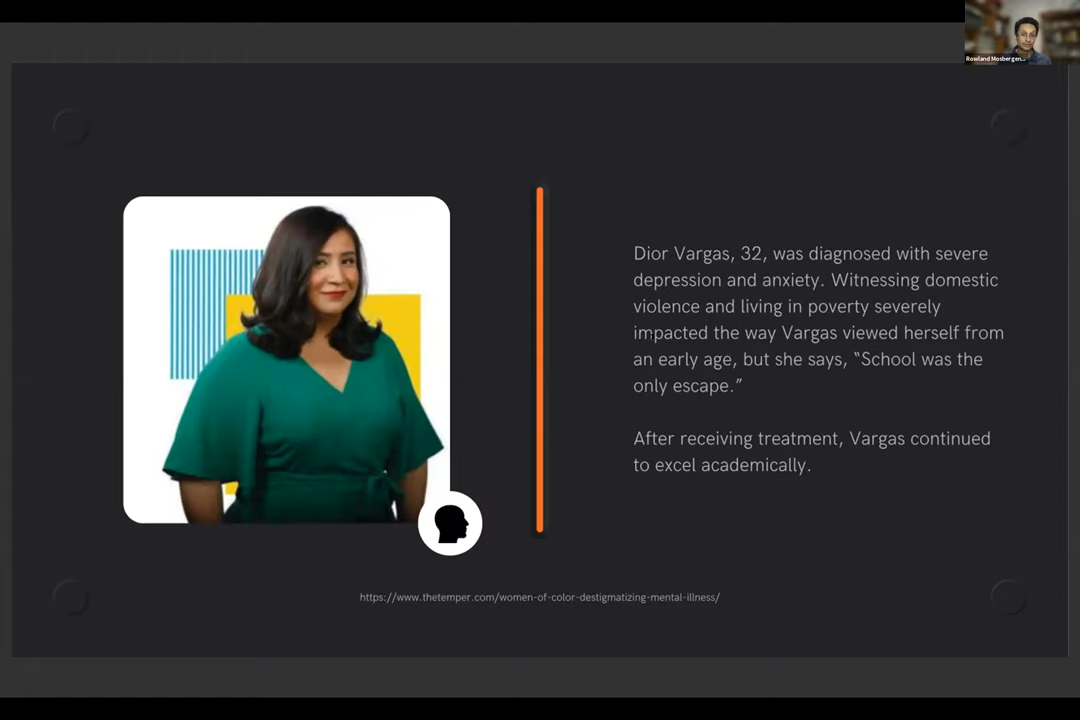 Rowland Mosbergen...
Dior Vargas, 32, was diagnosed with severe
depression and anxiety. Witnessing domestic
violence and living in poverty severely
impacted the way Vargas viewed herself from
an early age, but she says, “School was the
only escape.”
After receiving treatment, Vargas continued
to excel academically.
https://www.thetemper.com/women-of-color-destigmatizing-mental-illness/